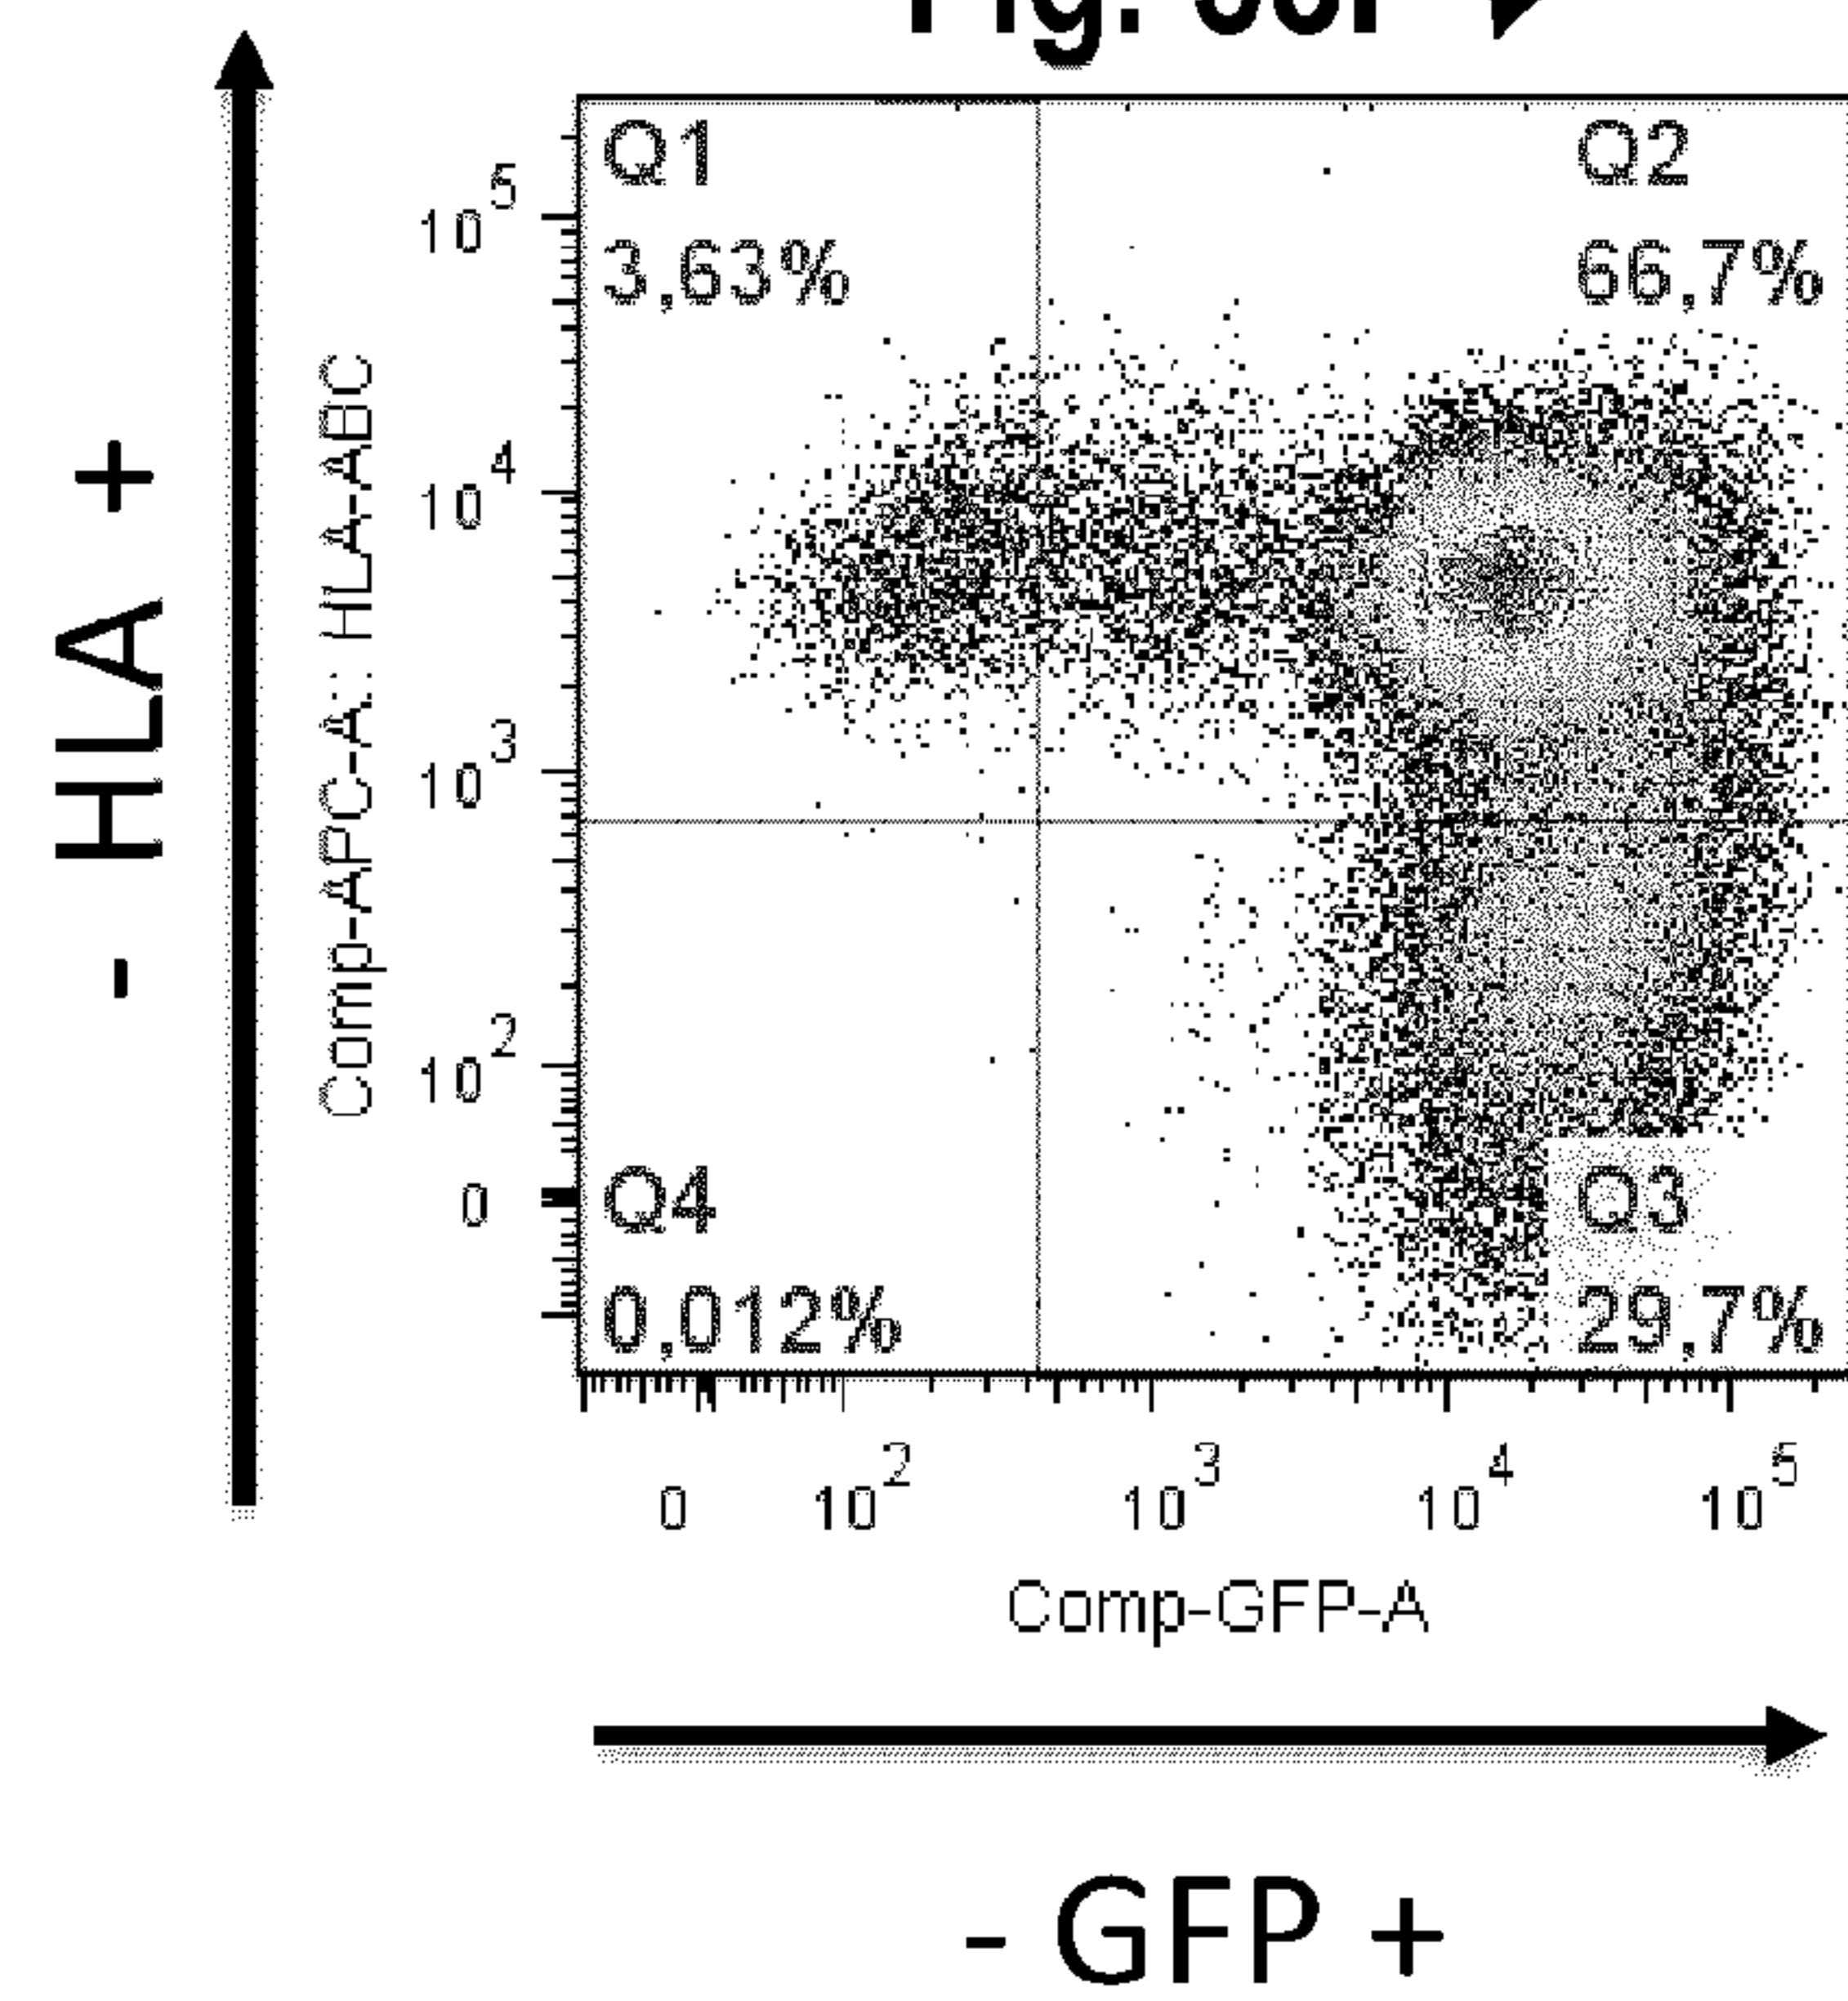 Q1
3,63%
Q2
66,7%
10^5
10^4
10^3
10^2
0
- HLA +
Comp-APC-A :: HLA-ABC
Q4
0,012%
Q3
29,7%
0 10^2 10^3 10^4 10^5
Comp-GFP-A
- GFP +